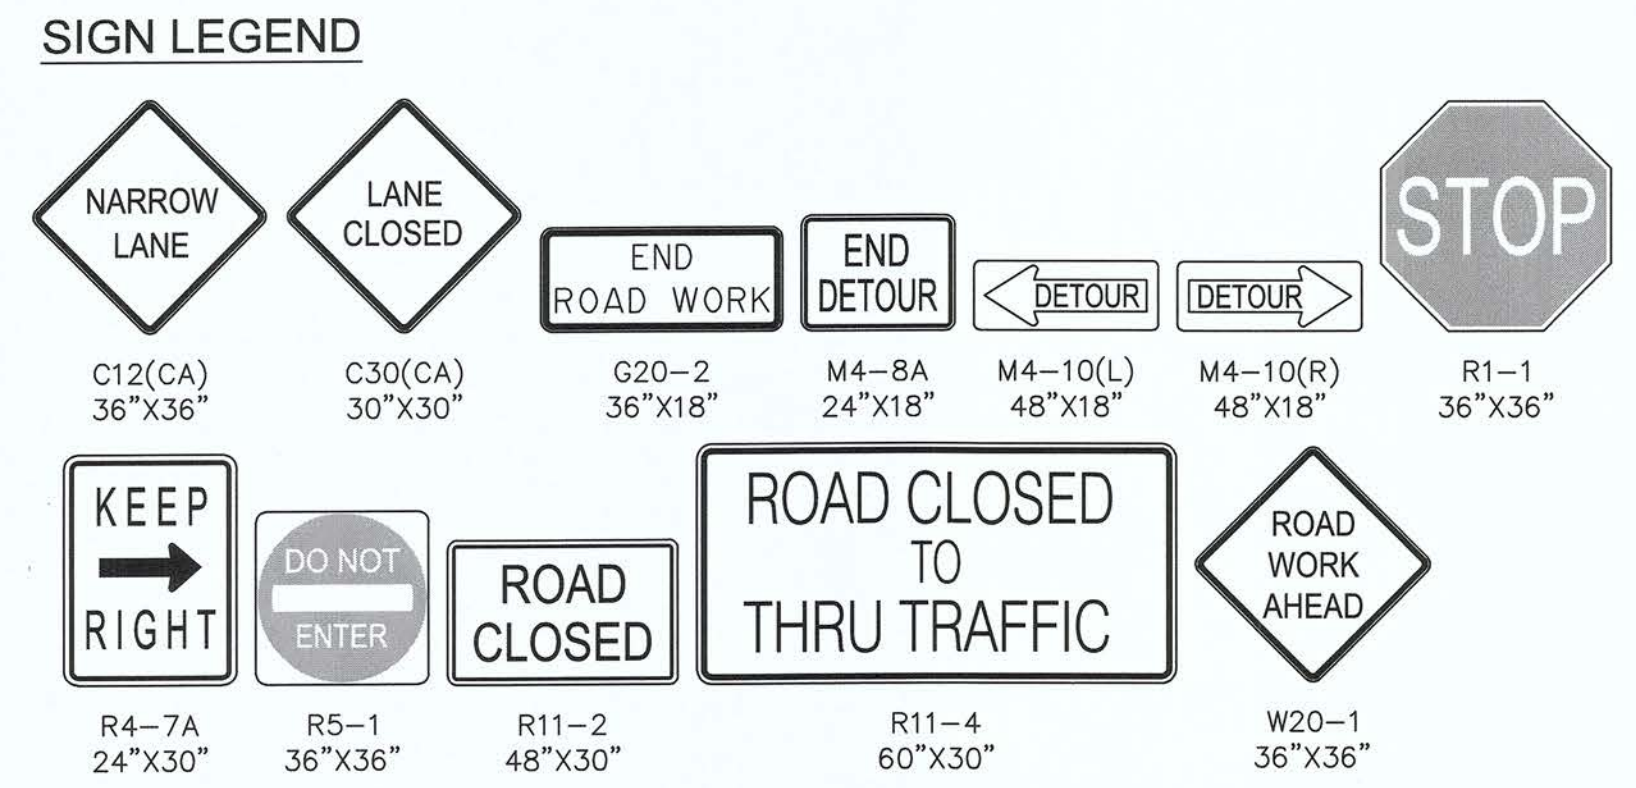 SIGN LEGEND
NARROW
LANE
C12(CA)
36”X36”
LANE
CLOSED
C30(CA)
30”X30”
END
ROAD WORK
G20-2
36”X18”
END
DETOUR
M4-8A
24”X18”
DETOUR
M4-10(L)
48”X18”
DETOUR
M4-10(R)
48”X18”
STOP
R1-1
36”X36”
KEEP
RIGHT
R4-7A
24”X30”
DO NOT
ENTER
R5-1
36”X36”
ROAD
CLOSED
R11-2
48”X30”
ROAD CLOSED
TO
THRU TRAFFIC
R11-4
60”X30”
ROAD
WORK
AHEAD
W20-1
36”X36”